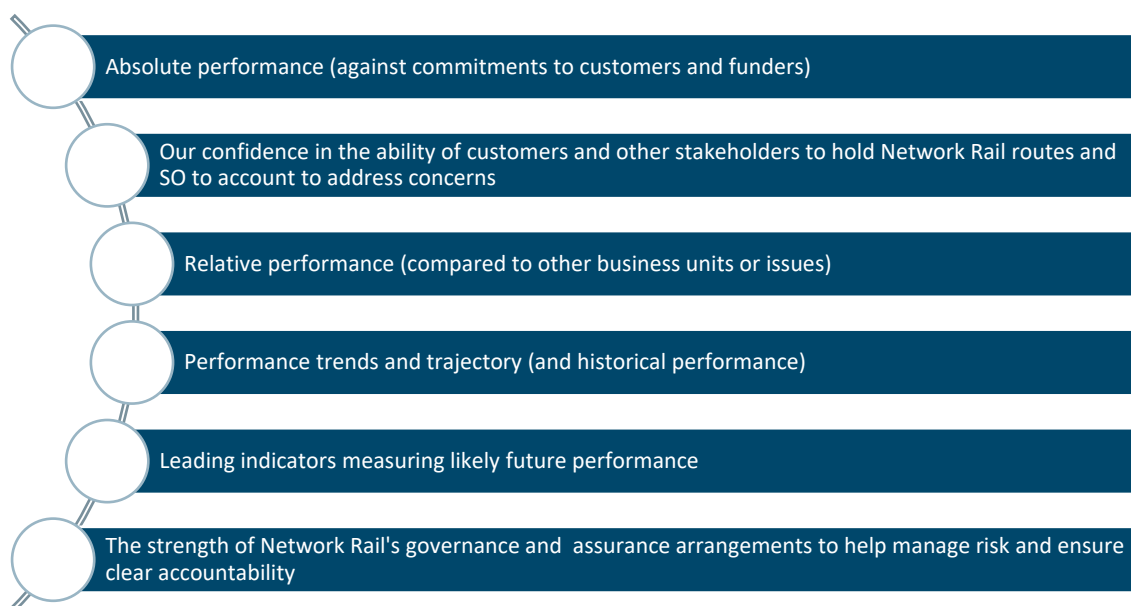 Absolute performance (against commitments to customers and funders)
Our confidence in the ability of customers and other stakeholders to hold Network Rail routes and
SO to account to address concerns
Relative performance (compared to other business units or issues)
Performance trends and trajectory (and historical performance)
Leading indicators measuring likely future performance
The strength of Network Rail's governance and  assurance arrangements to help manage risk and ensure
clear accountability